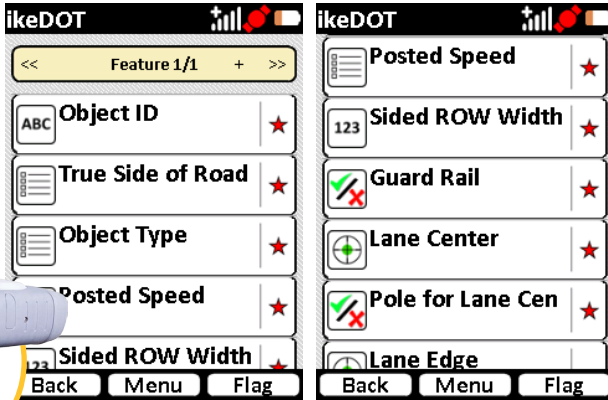 ikeDOT
<< Feature 1/1 + >>
ABC Object ID
True Side of Road
Object Type
Posted Speed
123 Sided ROW Width
Back Menu Flag
ikeDOT
Posted Speed
123 Sided ROW Width
Guard Rail
Lane Center
Pole for Lane Cen
Lane Edge
Back Menu Flag